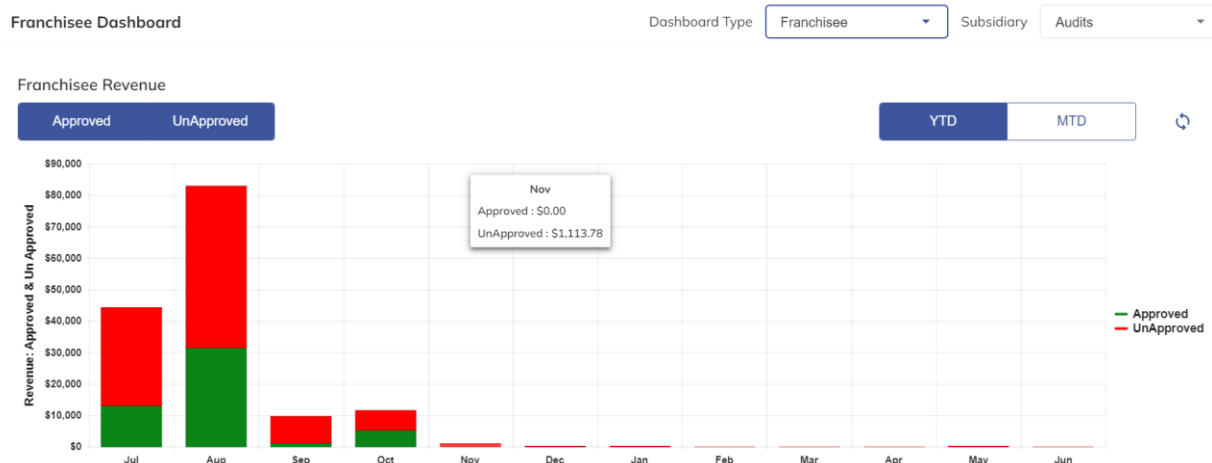 Franchisee Dashboard
Dashboard Type
Franchisee
Subsidiary
Audits
Franchisee Revenue
Approved
UnApproved
YTD
MTD
Revenue: Approved & Un Approved
$90,000
$80,000
$70,000
$60,000
$50,000
$40,000
$30,000
$20,000
$10,000
$0
Nov
Approved : $0.00
UnApproved : $1,113.78
Approved
UnApproved
Jul Aug Sep Oct Nov Dec Jan Feb Mar Apr May Jun